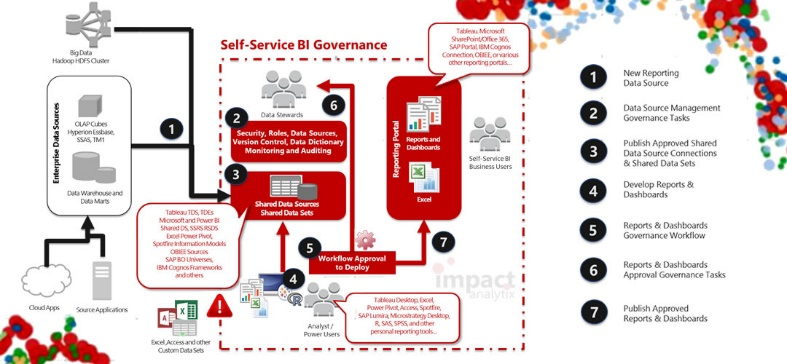 Self-Service BI Governance
Big Data
Hadoop HDFS Cluster
Enterprise Data Sources
OLAP Cubes
Hyperion Essbase,
SSAS, TM1
Data Warehouse and
Data Marts
Cloud Apps
Source Applications
1
Data Stewards
6
2
Security, Roles, Data Sources,
Version Control, Data Dictionary
Monitoring and Auditing
3
Shared Data Sources
Shared Data Sets
Tableau TDS, TDEs
Microsoft and Power BI
Shared DS, SSRS RSDS
Excel Power Pivot,
Spotfire Information Models
OBIEE Sources
SAP BO Universes,
IBM Cognos Frameworks
and others
Excel, Access and other
Custom Data Sets
4
Analyst /
Power Users
Tableau Desktop, Excel,
Power Pivot, Access, Spotfire,
SAP Lumira, Microstrategy Desktop,
R, SAS, SPSS, and other
personal reporting tools...
5
Workflow Approval
to Deploy
7
Tableau, Microsoft
SharePoint/Office 365,
SAP Portal, IBM Cognos
Connection, OBIEE, or various
other reporting portals...
Reporting Portal
Reports and
Dashboards
Excel
Self-Service BI
Business Users
impact
analytix
1 New Reporting
Data Source
2 Data Source Management
Governance Tasks
3 Publish Approved Shared
Data Source Connections
& Shared Data Sets
4 Develop Reports &
Dashboards
5 Reports & Dashboards
Governance Workflow
6 Reports & Dashboards
Approval Governance Tasks
7 Publish Approved
Reports & Dashboards